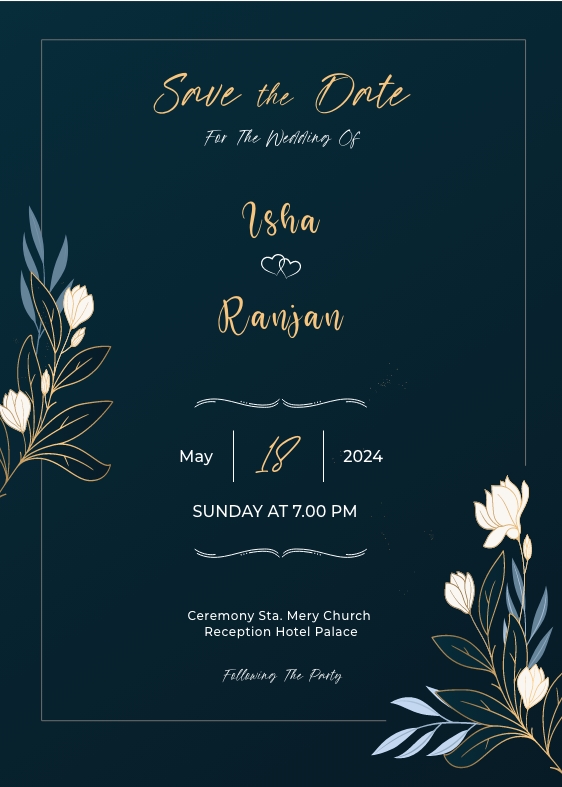 Save the Date
For The Wedding Of
Isha
Ranjan
May 18 2024
SUNDAY AT 7.00 PM
Ceremony Sta. Mery Church
Reception Hotel Palace
Following The Party